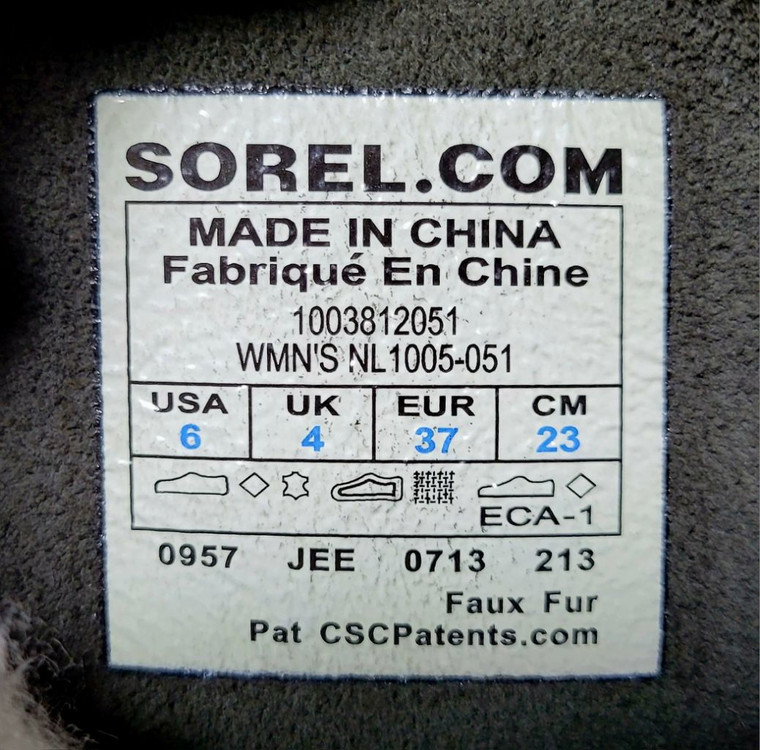 SOREL.COM
MADE IN CHINA
Fabriqué En Chine
1003812051
WMN'S NL1005-051
USA UK EUR CM
6 4 37 23
ECA-1
0957 JEE 0713 213
Faux Fur
Pat CSCPatents.com